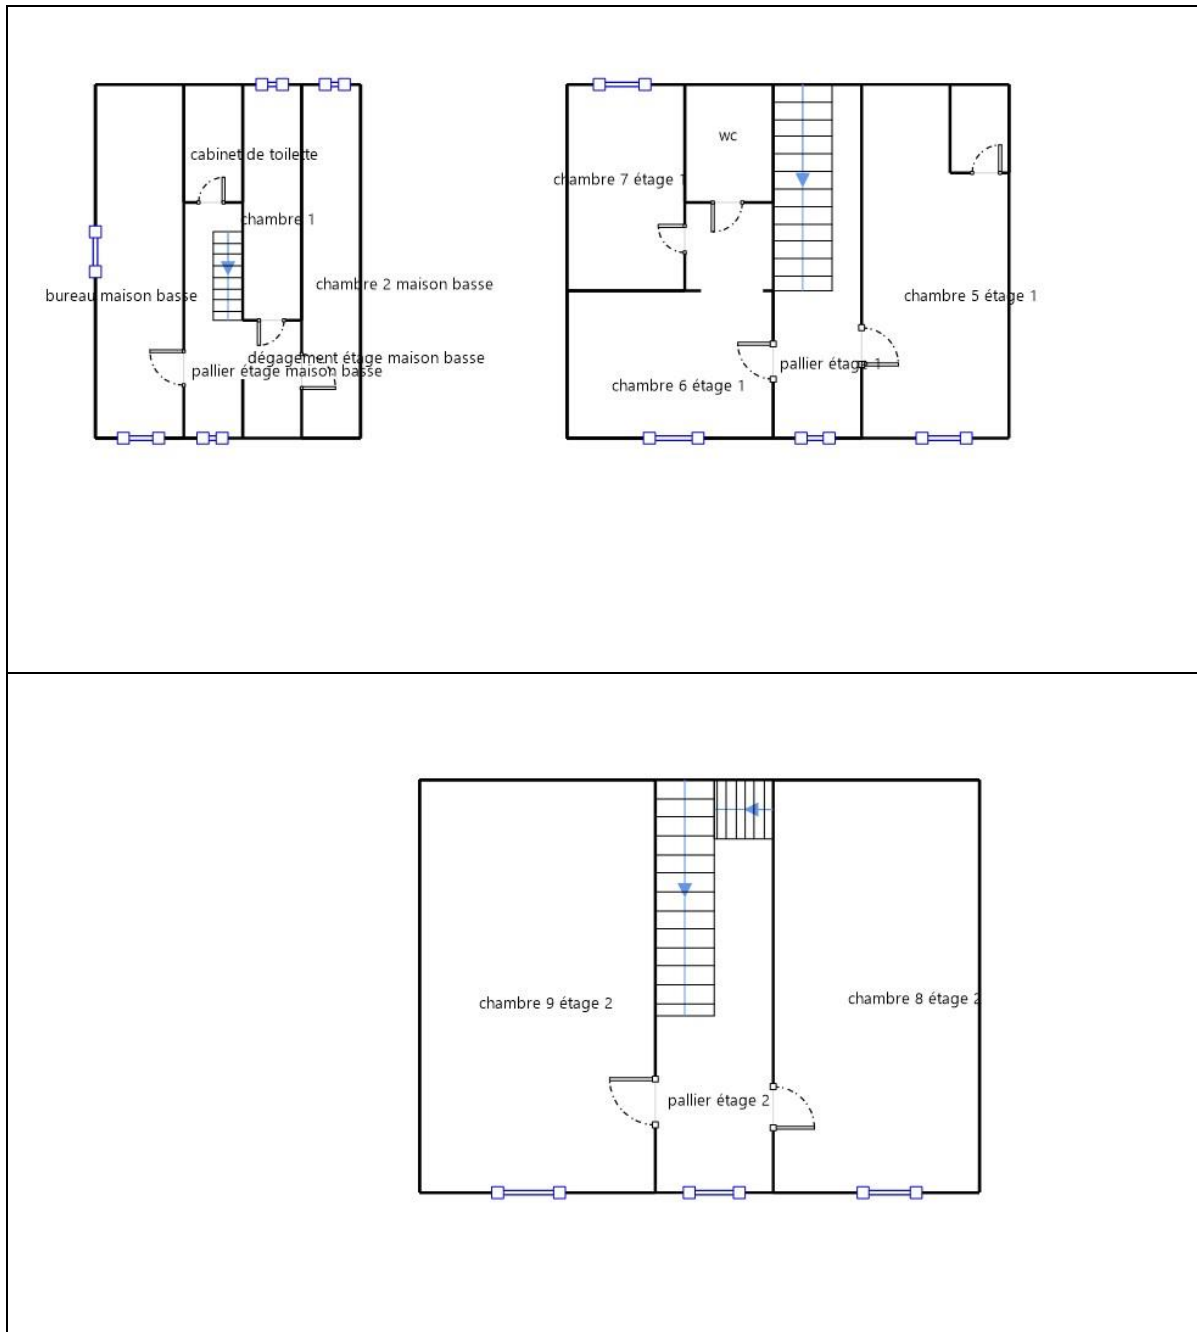 cabinet de toilette
chambre 1
bureau maison basse
chambre 2 maison basse
dégagement étage maison basse
pallier étage maison basse
wc
chambre 7 étage 1
chambre 5 étage 1
pallier étage 1
chambre 6 étage 1
chambre 9 étage 2
chambre 8 étage 2
pallier étage 2